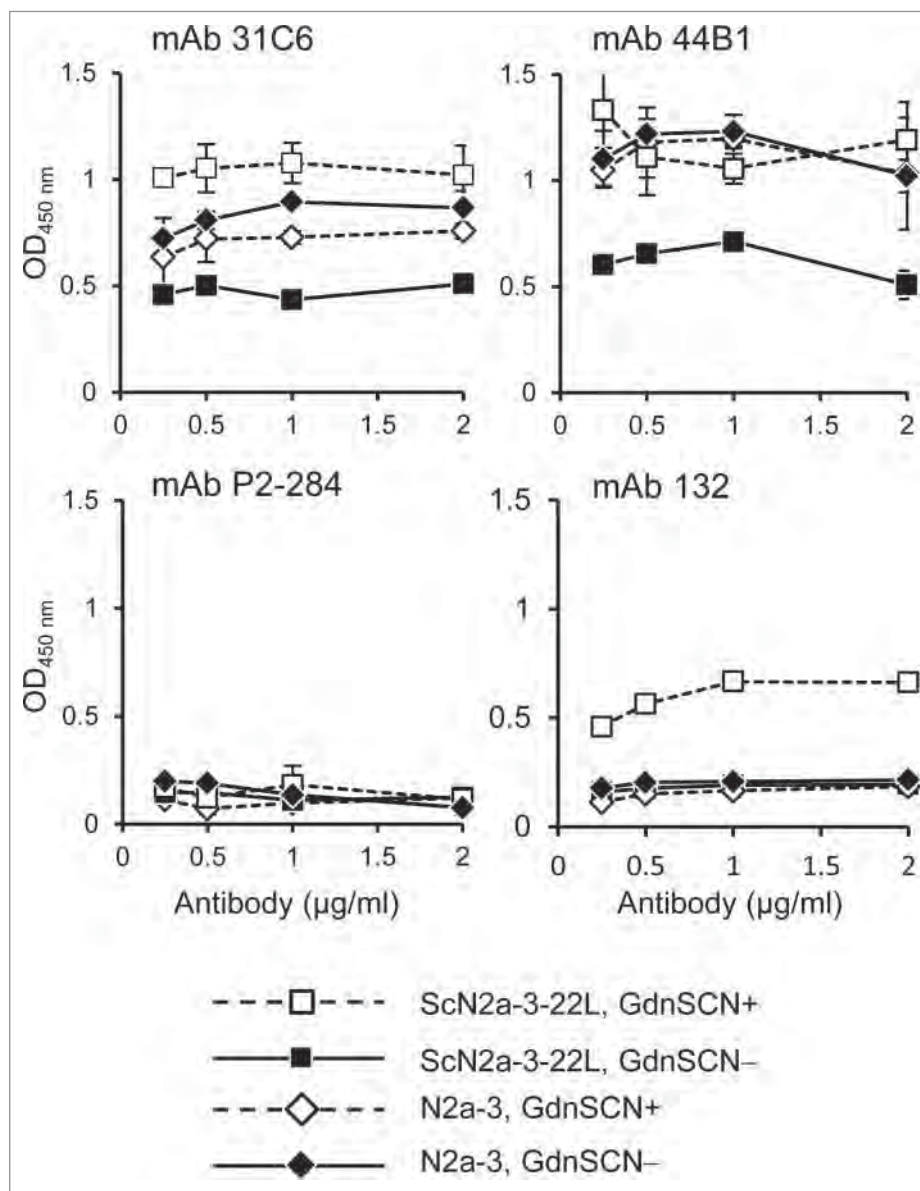 mAb 31C6
mAb 44B1
1.5
1
0.5
0
OD450 nm
0 0.5 1 1.5 2
1.5
1
0.5
0
0 0.5 1 1.5 2
mAb P2-284
mAb 132
1.5
1
0.5
0
OD450 nm
0 0.5 1 1.5 2
Antibody (µg/ml)
1.5
1
0.5
0
0 0.5 1 1.5 2
Antibody (µg/ml)
ScN2a-3-22L, GdnSCN+
ScN2a-3-22L, GdnSCN–
N2a-3, GdnSCN+
N2a-3, GdnSCN–